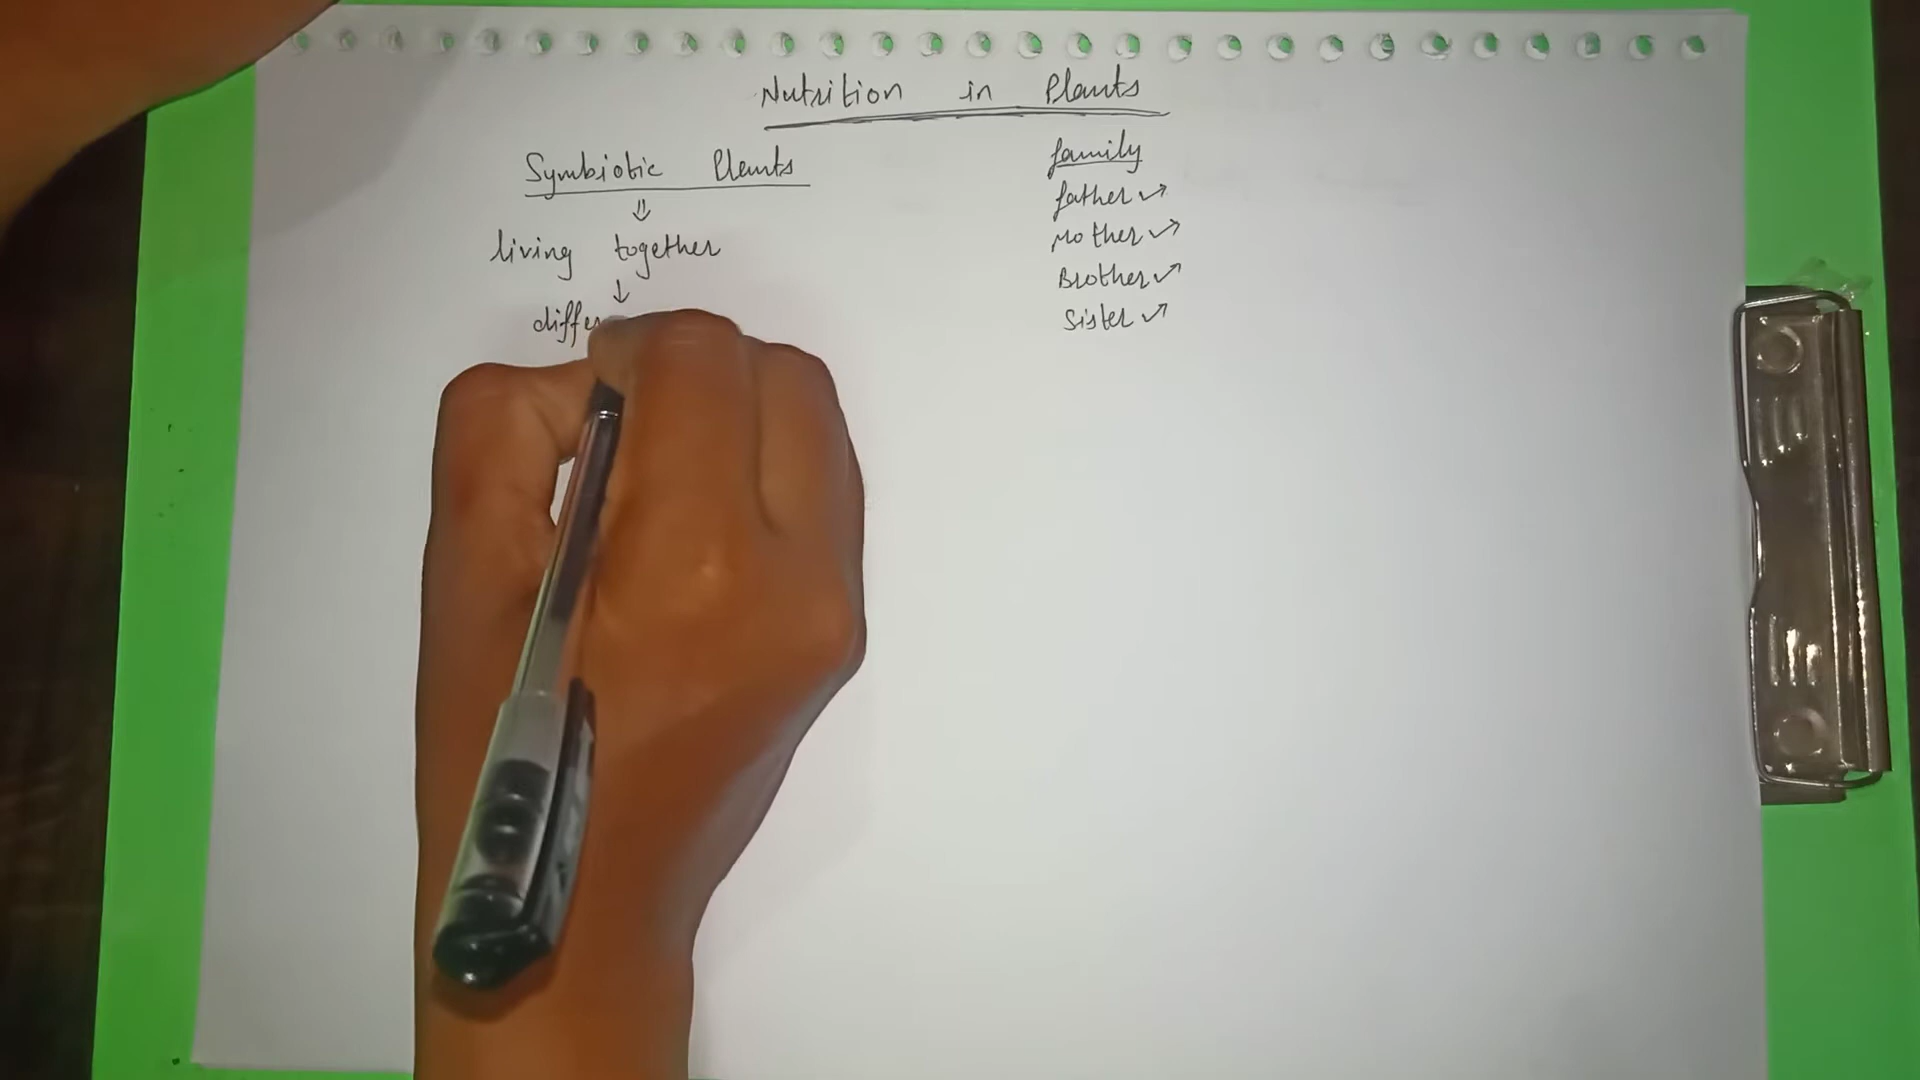 Nutrition in Plants
Symbiotic Plants
⇓
living together
↓
family
father
Mother
Brother
Sister